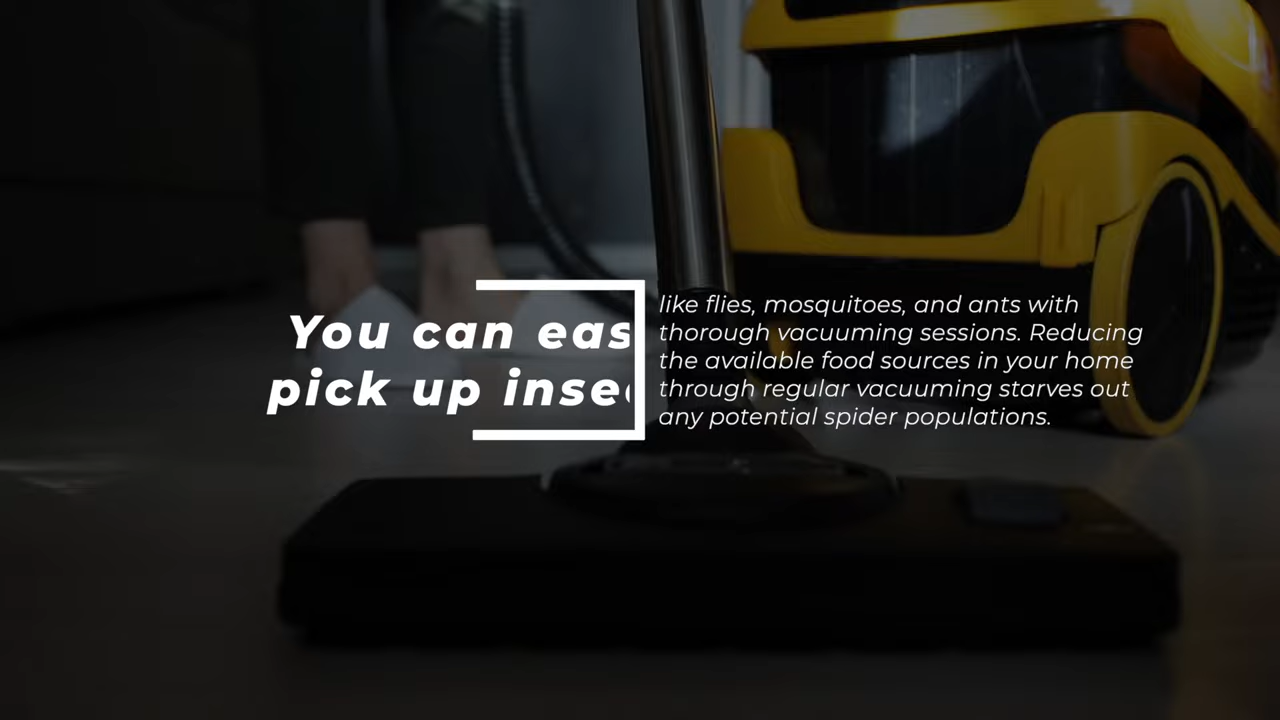 You can eas
pick up inse
like flies, mosquitoes, and ants with
thorough vacuuming sessions. Reducing
the available food sources in your home
through regular vacuuming starves out
any potential spider populations.